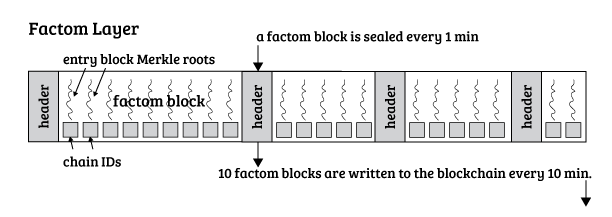 Factom Layer
a factom block is sealed every 1 min
entry block Merkle roots
header
factom block
header
header
header
chain IDs
10 factom blocks are written to the blockchain every 10 min.